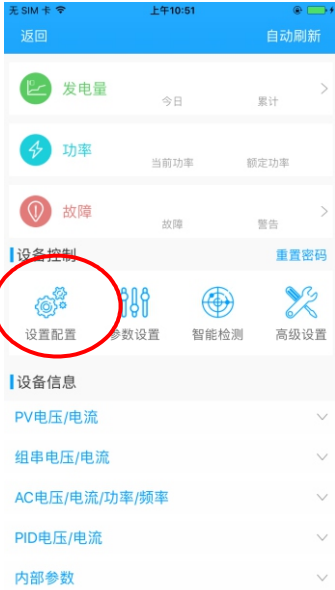 无 SIM 卡 上午10:51
返回 自动刷新
发电量 今日 累计
功率 当前功率 额定功率
故障 故障 警告
设备控制 重置密码
设置配置 参数设置 智能检测 高级设置
设备信息
PV电压/电流
组串电压/电流
AC电压/电流/功率/频率
PID电压/电流
内部参数